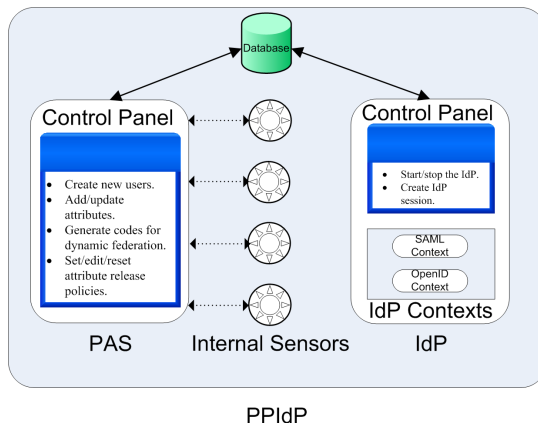 Database
Control Panel
• Create new users.
• Add/update
attributes.
• Generate codes for
dynamic federation.
• Set/edit/reset
attribute release
policies.
PAS
Internal Sensors
Control Panel
• Start/stop the IdP.
• Create IdP
session.
SAML
Context
OpenID
Context
IdP Contexts
IdP
PPIdP